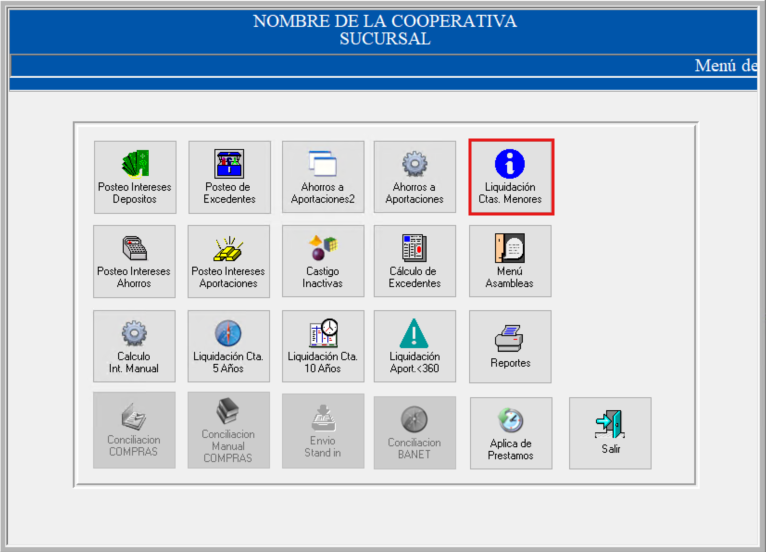 NOMBRE DE LA COOPERATIVA
SUCURSAL
Menú de
Posteo Intereses
Depositos
Posteo de
Excedentes
Ahorros a
Aportaciones2
Ahorros a
Aportaciones
Liquidación
Ctas. Menores
Posteo Intereses
Ahorros
Posteo Intereses
Aportaciones
Castigo
Inactivas
Cálculo de
Excedentes
Menú
Asambleas
Calculo
Int. Manual
Liquidación Cta.
5 Años
Liquidación Cta.
10 Años
Liquidación
Aport.<360
Reportes
Conciliacion
COMPRAS
Conciliacion
Manual
COMPRAS
Envio
Stand in
Conciliacion
BANET
Aplica de
Prestamos
Salir